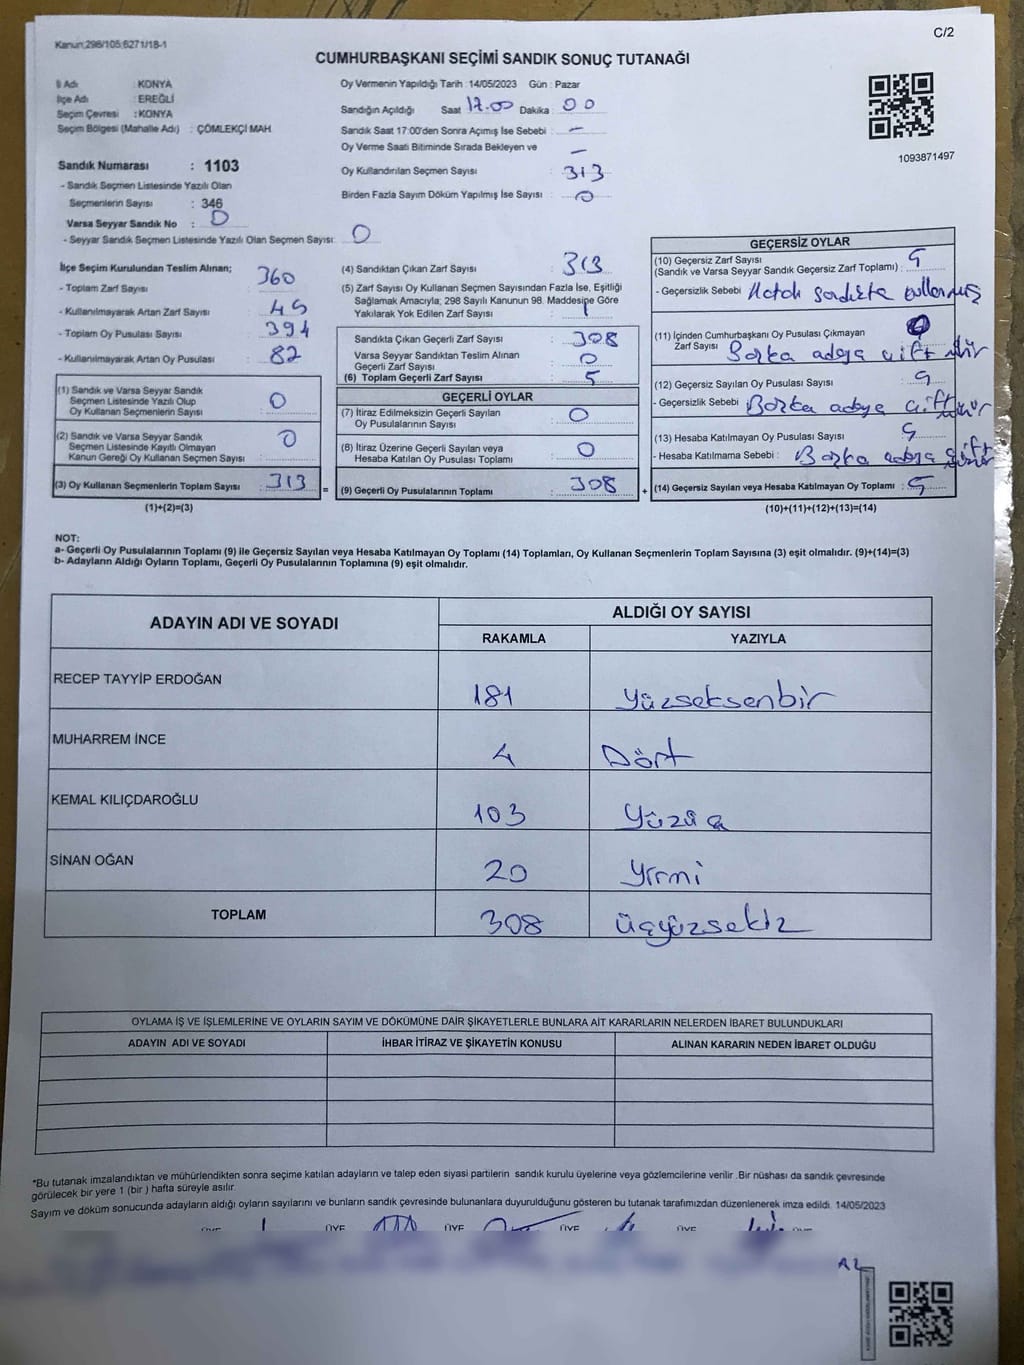 Kanun:298/105;6271/18-1
C/2
CUMHURBAŞKANI SEÇİMİ SANDIK SONUÇ TUTANAĞI
İl Adı : KONYA
İlçe Adı : EREĞLİ
Seçim Çevresi : KONYA
Seçim Bölgesi (Mahalle Adı) : ÇÖMLEKÇİ MAH.
Sandık Numarası : 1103
- Sandık Seçmen Listesinde Yazılı Olan
Seçmenlerin Sayısı : 346
Varsa Seyyar Sandık No : 0
- Seyyar Sandık Seçmen Listesinde Yazılı Olan Seçmen Sayısı: 0
Oy Vermenin Yapıldığı Tarih : 14/05/2023 Gün : Pazar
Sandığın Açıldığı Saat 17.00 Dakika : 00
Sandık Saat 17:00'den Sonra Açımış İse Sebebi : -
Oy Verme Saati Bitiminde Sırada Bekleyen ve -
Oy Kullandırılan Seçmen Sayısı : 313
Birden Fazla Sayım Döküm Yapılmış İse Sayısı : 0
1093871497
İlçe Seçim Kurulundan Teslim Alınan;
- Toplam Zarf Sayısı 360
- Kullanılmayarak Artan Zarf Sayısı 45
- Toplam Oy Pusulası Sayısı 394
- Kullanılmayarak Artan Oy Pusulası 82
(1) Sandık ve Varsa Seyyar Sandık
Seçmen Listesinde Yazılı Olup
Oy Kullanan Seçmenlerin Sayısı : 0
(2) Sandık ve Varsa Seyyar Sandık
Seçmen Listesinde Kayıtlı Olmayan
Kanun Gereği Oy Kullanan Seçmen Sayısı : 0
(3) Oy Kullanan Seçmenlerin Toplam Sayısı : 313 =
(1)+(2)=(3)
(4) Sandıktan Çıkan Zarf Sayısı : 313
(5) Zarf Sayısı Oy Kullanan Seçmen Sayısından Fazla İse, Eşitliği
Sağlamak Amacıyla; 298 Sayılı Kanunun 98. Maddesine Göre
Yakılarak Yok Edilen Zarf Sayısı : 1
Sandıkta Çıkan Geçerli Zarf Sayısı : 308
Varsa Seyyar Sandıktan Teslim Alınan
Geçerli Zarf Sayısı : 0
(6) Toplam Geçerli Zarf Sayısı : 5
GEÇERLİ OYLAR
(7) İtiraz Edilmeksizin Geçerli Sayılan
Oy Pusulalarının Sayısı : 0
(8) İtiraz Üzerine Geçerli Sayılan veya
Hesaba Katılan Oy Pusulası Toplamı : 0
(9) Geçerli Oy Pusulalarının Toplamı : 308 +
GEÇERSİZ OYLAR
(10) Geçersiz Zarf Sayısı
(Sandık ve Varsa Seyyar Sandık Geçersiz Zarf Toplamı) : 5
- Geçersizlik Sebebi :
(11) İçinden Cumhurbaşkanı Oy Pusulası Çıkmayan
Zarf Sayısı : Başka adaya çift
(12) Geçersiz Sayılan Oy Pusulası Sayısı : 5
- Geçersizlik Sebebi : Başka adaya çift
(13) Hesaba Katılmayan Oy Pusulası Sayısı : 5
- Hesaba Katılmama Sebebi : Başka adaya çift
(14) Geçersiz Sayılan veya Hesaba Katılmayan Oy Toplamı : 5
(10)+(11)+(12)+(13)=(14)
NOT:
a- Geçerli Oy Pusulalarının Toplamı (9) ile Geçersiz Sayılan veya Hesaba Katılmayan Oy Toplamı (14) Toplamları, Oy Kullanan Seçmenlerin Toplam Sayısına (3) eşit olmalıdır. (9)+(14)=(3)
b- Adayların Aldığı Oyların Toplamı, Geçerli Oy Pusulalarının Toplamına (9) eşit olmalıdır.
ADAYIN ADI VE SOYADI ALDIĞI OY SAYISI
RAKAMLA YAZIYLA
RECEP TAYYİP ERDOĞAN 181 Yüzseksenbir
MUHARREM İNCE 4 Dört
KEMAL KILIÇDAROĞLU 103 Yüzüç
SİNAN OĞAN 20 Yirmi
TOPLAM 308 üçyüzsekiz
OYLAMA İŞ VE İŞLEMLERİNE VE OYLARIN SAYIM VE DÖKÜMÜNE DAİR ŞİKAYETLERLE BUNLARA AİT KARARLARIN NELERDEN İBARET BULUNDUKLARI
ADAYIN ADI VE SOYADI İHBAR İTİRAZ VE ŞİKAYETİN KONUSU ALINAN KARARIN NEDEN İBARET OLDUĞU
*Bu tutanak imzalandıktan ve mühürlendikten sonra seçime katılan adayların ve talep eden siyasi partilerin sandık kurulu üyelerine veya gözlemcilerine verilir .Bir nüshası da sandık çevresinde
görülecek bir yere 1 (bir ) hafta süreyle asılır.
Sayım ve döküm sonucunda adayların aldığı oyların sayılarını ve bunların sandık çevresinde bulunanlara duyurulduğunu gösteren bu tutanak tarafımızdan düzenlenerek imza edildi. 14/05/2023
ÜYE ÜYE ÜYE ÜYE